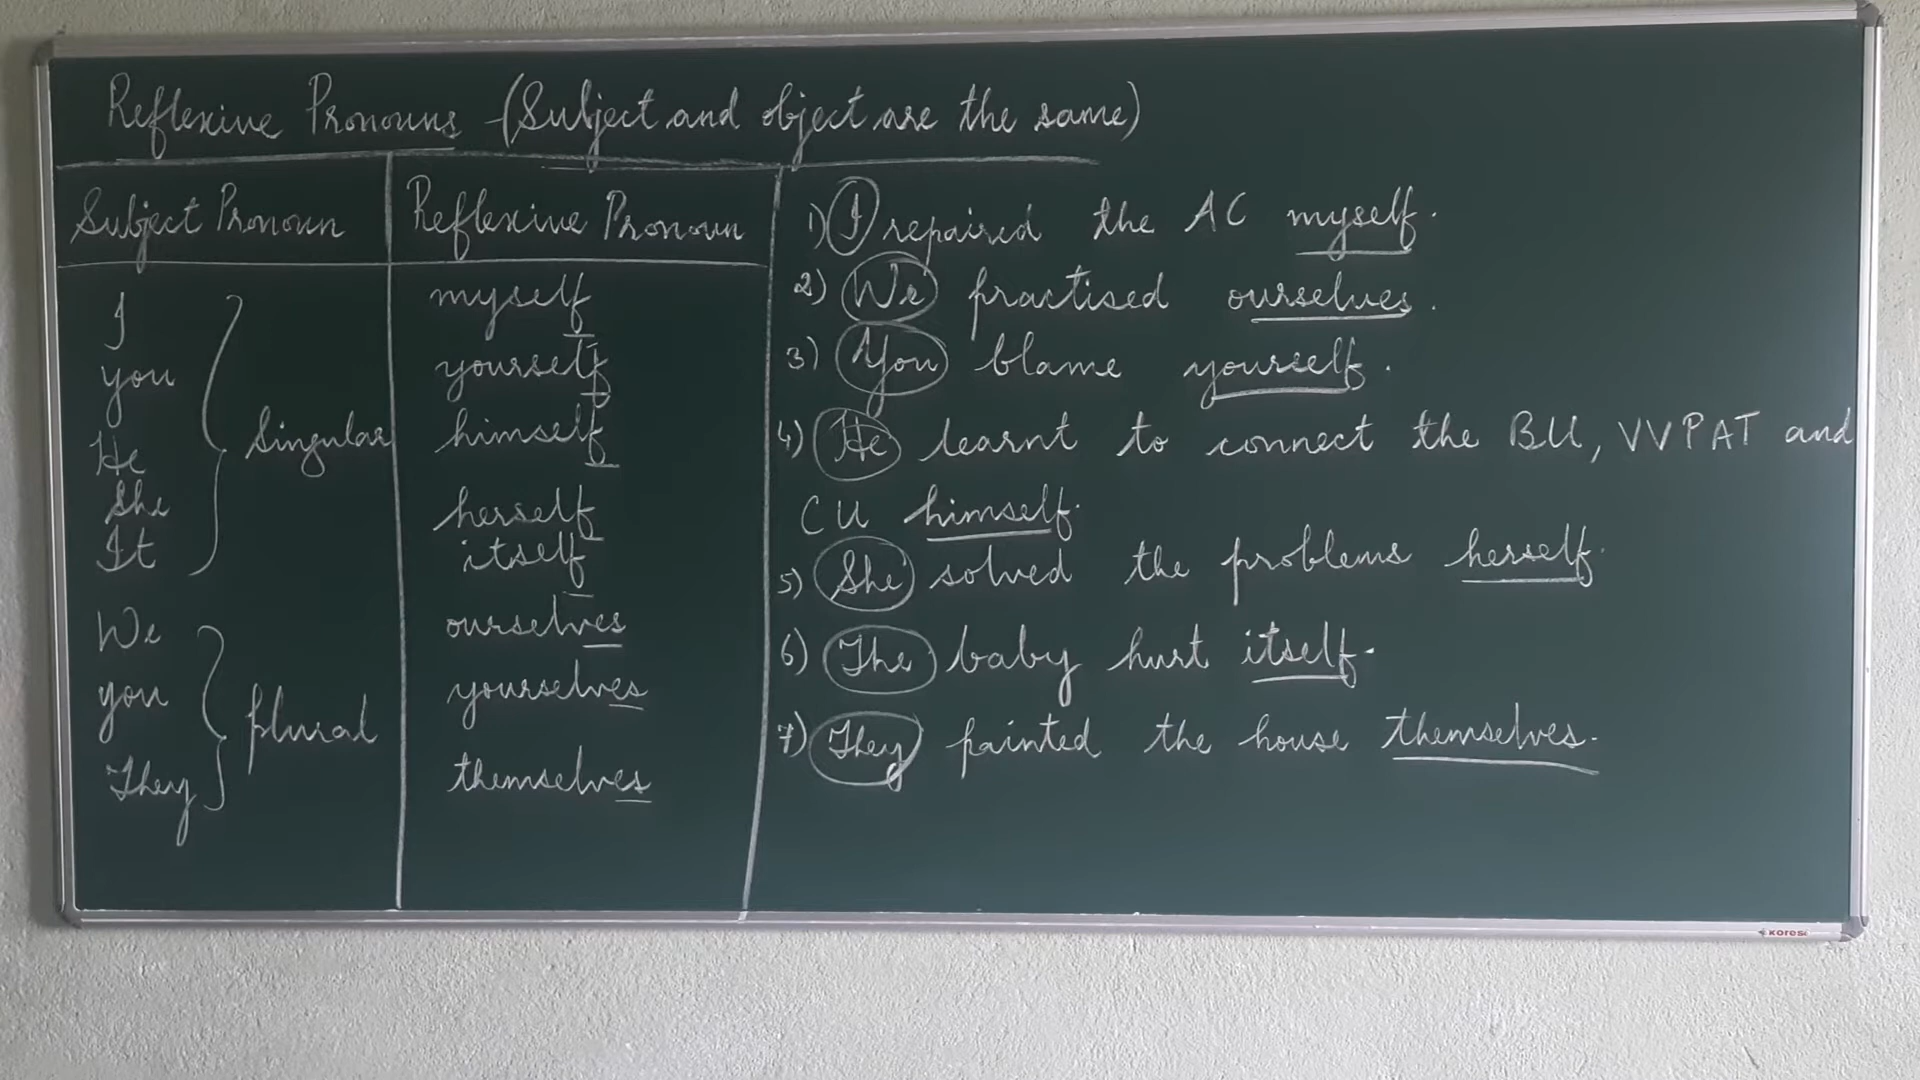 Reflexive Pronouns - (Subject and object are the same)
Subject Pronoun
I
you
He
She
It
Singular
We
you
They
plural
Reflexive Pronoun
myself
yourself
himself
herself
itself
ourselves
yourselves
themselves
1) I repaired the AC myself.
2) We practised ourselves.
3) You blame yourself.
4) He learnt to connect the BU, VVPAT and
CU himself.
5) She solved the problems herself.
6) The baby hurt itself.
7) They painted the house themselves.
kores